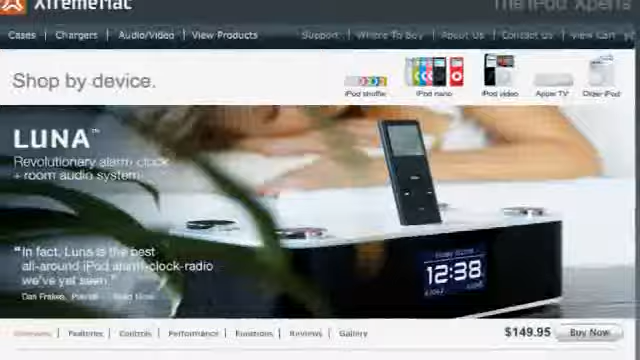 XtremeMac
The iPod Xperts
Cases | Chargers | Audio/Video | View Products
Support | Where To Buy | About Us | Contact Us | View Cart
Shop by device.
iPod shuffle
iPod nano
iPod video
Apple TV
Older iPod
LUNA™
Revolutionary alarm clock
+ room audio system
“In fact, Luna is the best
all-around iPod alarm-clock-radio
we've yet seen.”
Read More
12:38
Overview | Features | Controls | Performance | Functions | Reviews | Gallery
$149.95
Buy Now